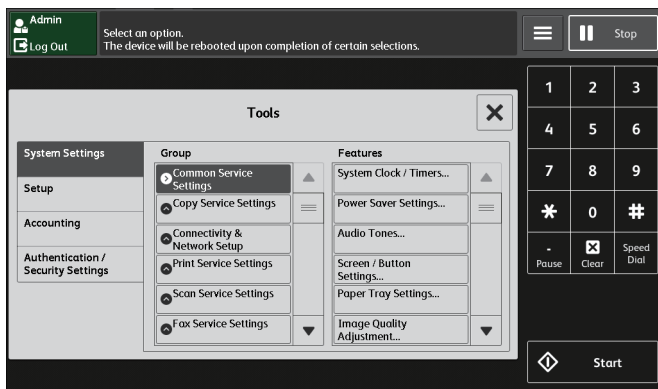 Admin
Log Out
Select an option.
The device will be rebooted upon completion of certain selections.
Stop
Tools
System Settings
Setup
Accounting
Authentication /
Security Settings
Group
Common Service
Settings
Copy Service Settings
Connectivity &
Network Setup
Print Service Settings
Scan Service Settings
Fax Service Settings
Features
System Clock / Timers...
Power Saver Settings...
Audio Tones...
Screen / Button
Settings...
Paper Tray Settings...
Image Quality
Adjustment...
1 2 3
4 5 6
7 8 9
* 0 #
-
Pause
Clear
Speed
Dial
Start